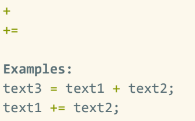 +
+=
Examples:
text3 = text1 + text2;
text1 += text2;